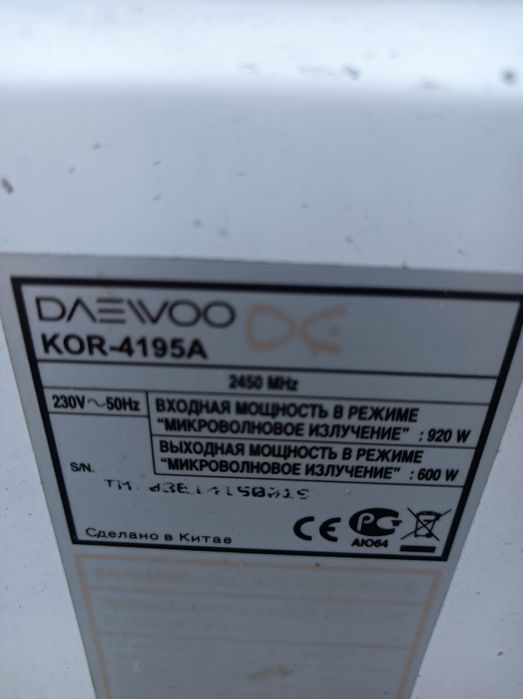 DAEWOO
KOR-4195A
2450 MHz
230V~50Hz
ВХОДНАЯ МОЩНОСТЬ В РЕЖИМЕ
"МИКРОВОЛНОВОЕ ИЗЛУЧЕНИЕ" : 920 W
ВЫХОДНАЯ МОЩНОСТЬ В РЕЖИМЕ
"МИКРОВОЛНОВОЕ ИЗЛУЧЕНИЕ" : 600 W
S/N.
Сделано в Китае
CE
АЮ64